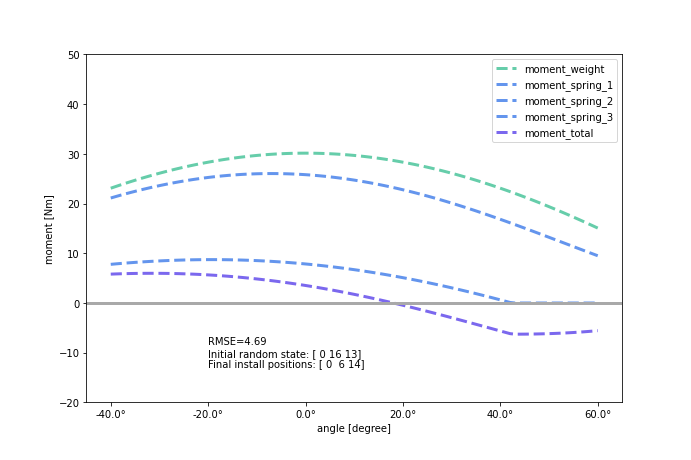 moment_weight
moment_spring_1
moment_spring_2
moment_spring_3
moment_total
50
40
30
20
10
0
−10
−20
moment [Nm]
RMSE=4.69
Initial random state: [ 0 16 13]
Final install positions: [ 0  6 14]
-40.0° -20.0° 0.0° 20.0° 40.0° 60.0°
angle [degree]